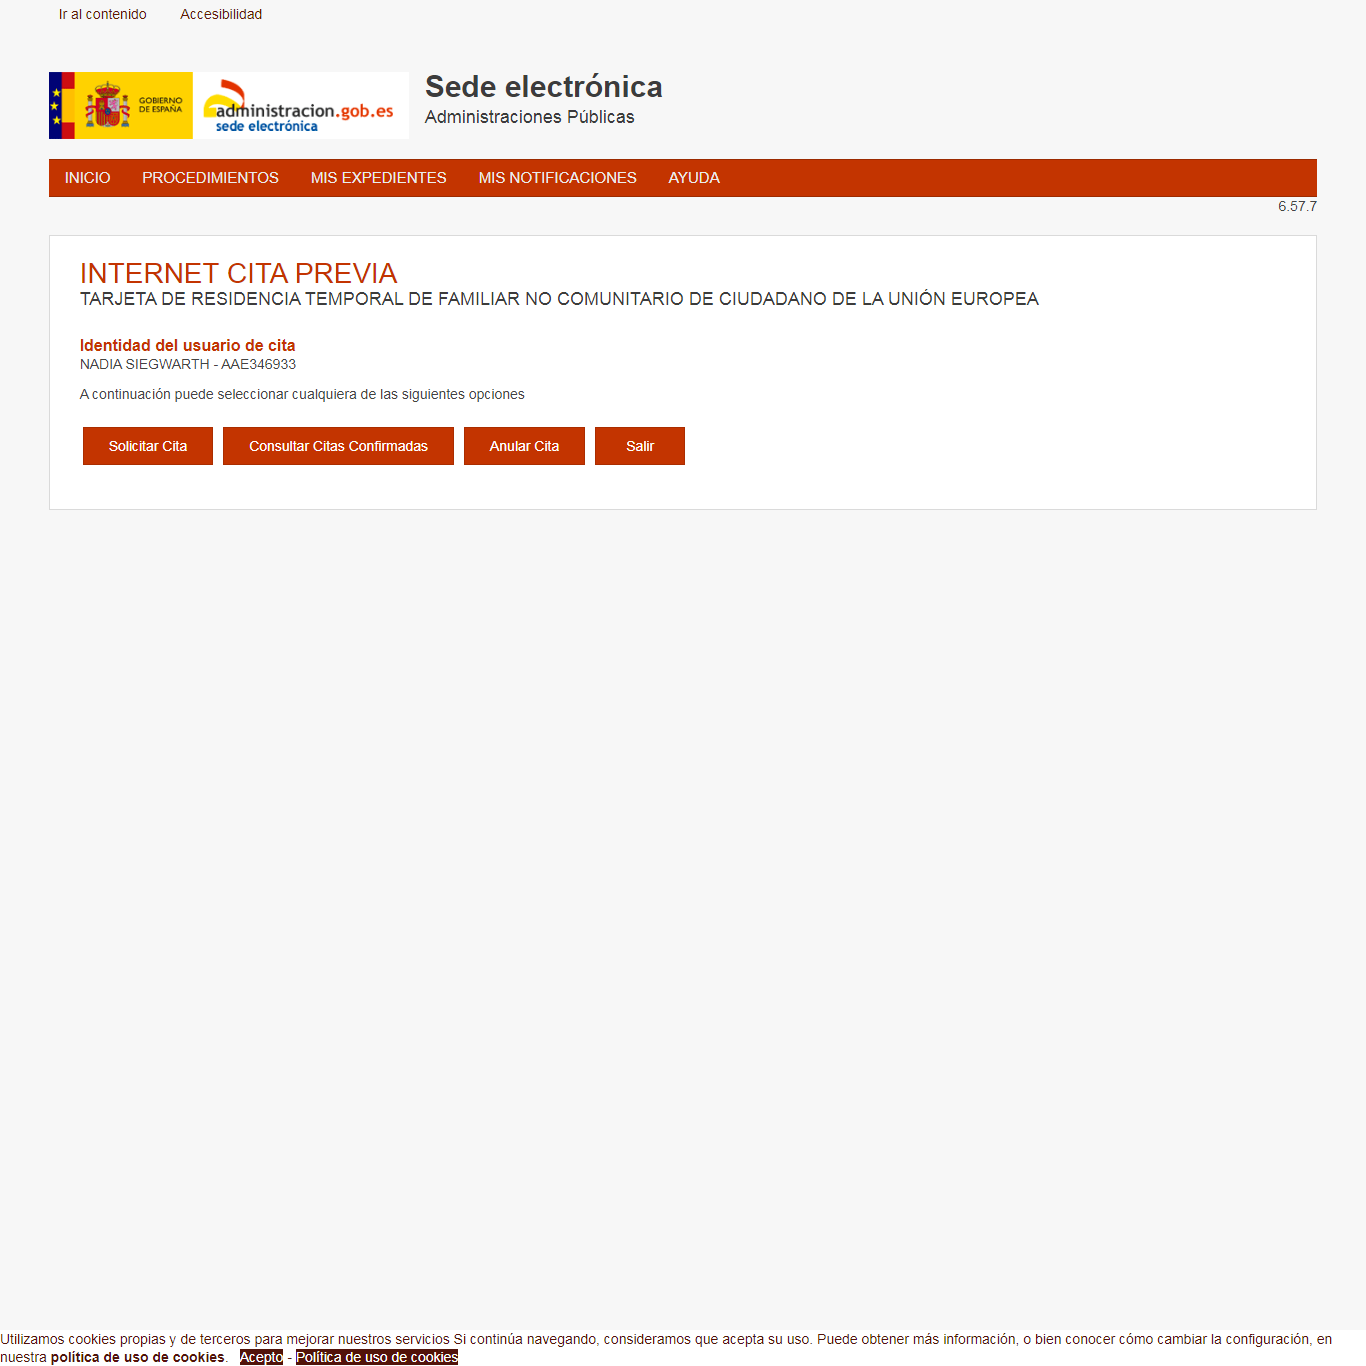 Ir al contenido Accesibilidad
GOBIERNO
DE ESPAÑA
administracion.gob.es
sede electrónica
Sede electrónica
Administraciones Públicas
INICIO PROCEDIMIENTOS MIS EXPEDIENTES MIS NOTIFICACIONES AYUDA
6.57.7
INTERNET CITA PREVIA
TARJETA DE RESIDENCIA TEMPORAL DE FAMILIAR NO COMUNITARIO DE CIUDADANO DE LA UNIÓN EUROPEA
Identidad del usuario de cita
NADIA SIEGWARTH - AAE346933
A continuación puede seleccionar cualquiera de las siguientes opciones
Solicitar Cita Consultar Citas Confirmadas Anular Cita Salir
Utilizamos cookies propias y de terceros para mejorar nuestros servicios Si continúa navegando, consideramos que acepta su uso. Puede obtener más información, o bien conocer cómo cambiar la configuración, en
nuestra política de uso de cookies. Acepto - Política de uso de cookies